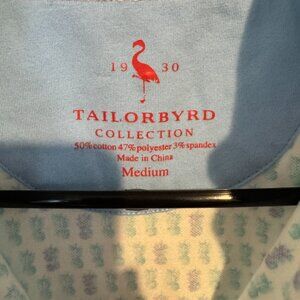 19 30
TAILORBYRD
COLLECTION
50% cotton 47% polyester 3% spandex
Made in China
Medium